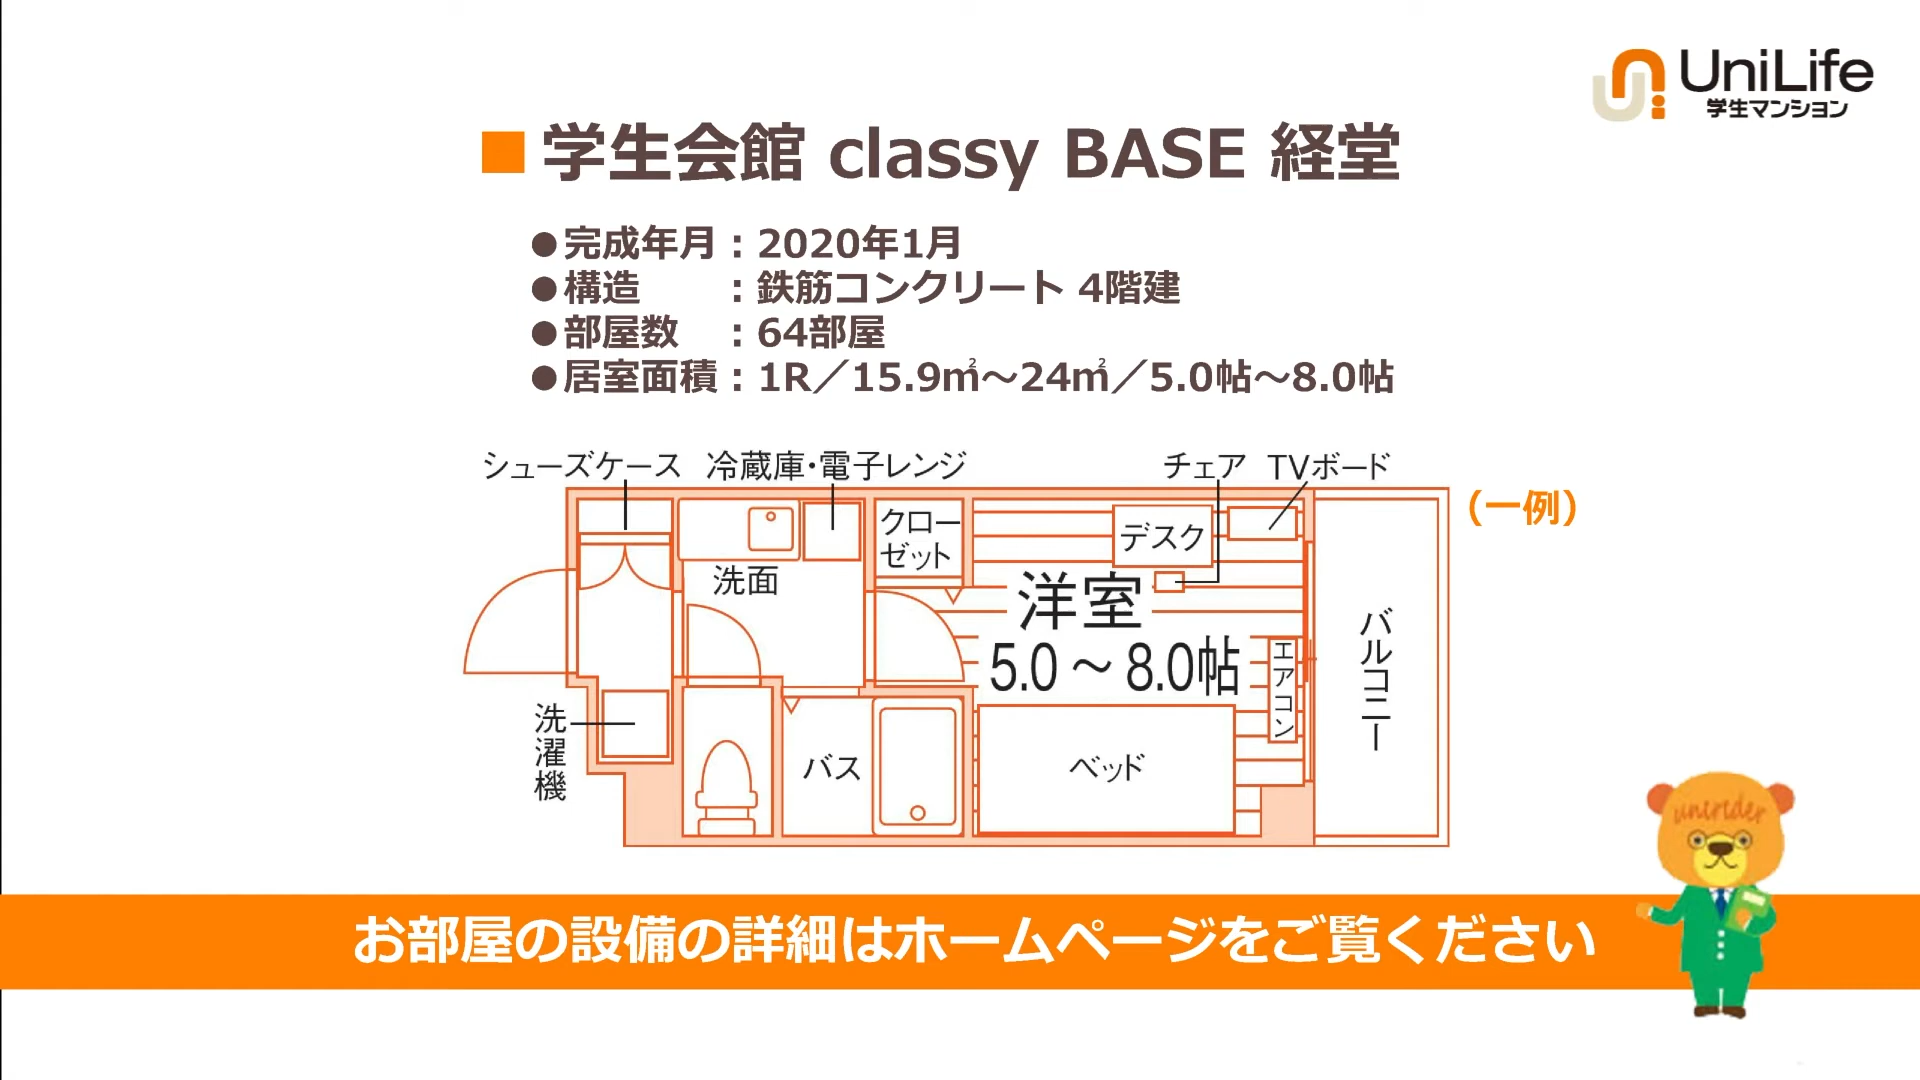 UniLife
学生マンション
■学生会館 classy BASE 経堂
●完成年月：2020年1月
●構造　　：鉄筋コンクリート 4階建
●部屋数　：64部屋
●居室面積：1R／15.9㎡～24㎡／5.0帖～8.0帖
シューズケース
冷蔵庫・電子レンジ
チェア
TVボード
（一例）
クロー
ゼット
デスク
洗面
洋室
5.0～8.0帖
エアコン
バルコニー
洗濯機
バス
ベッド
unirider
お部屋の設備の詳細はホームページをご覧ください